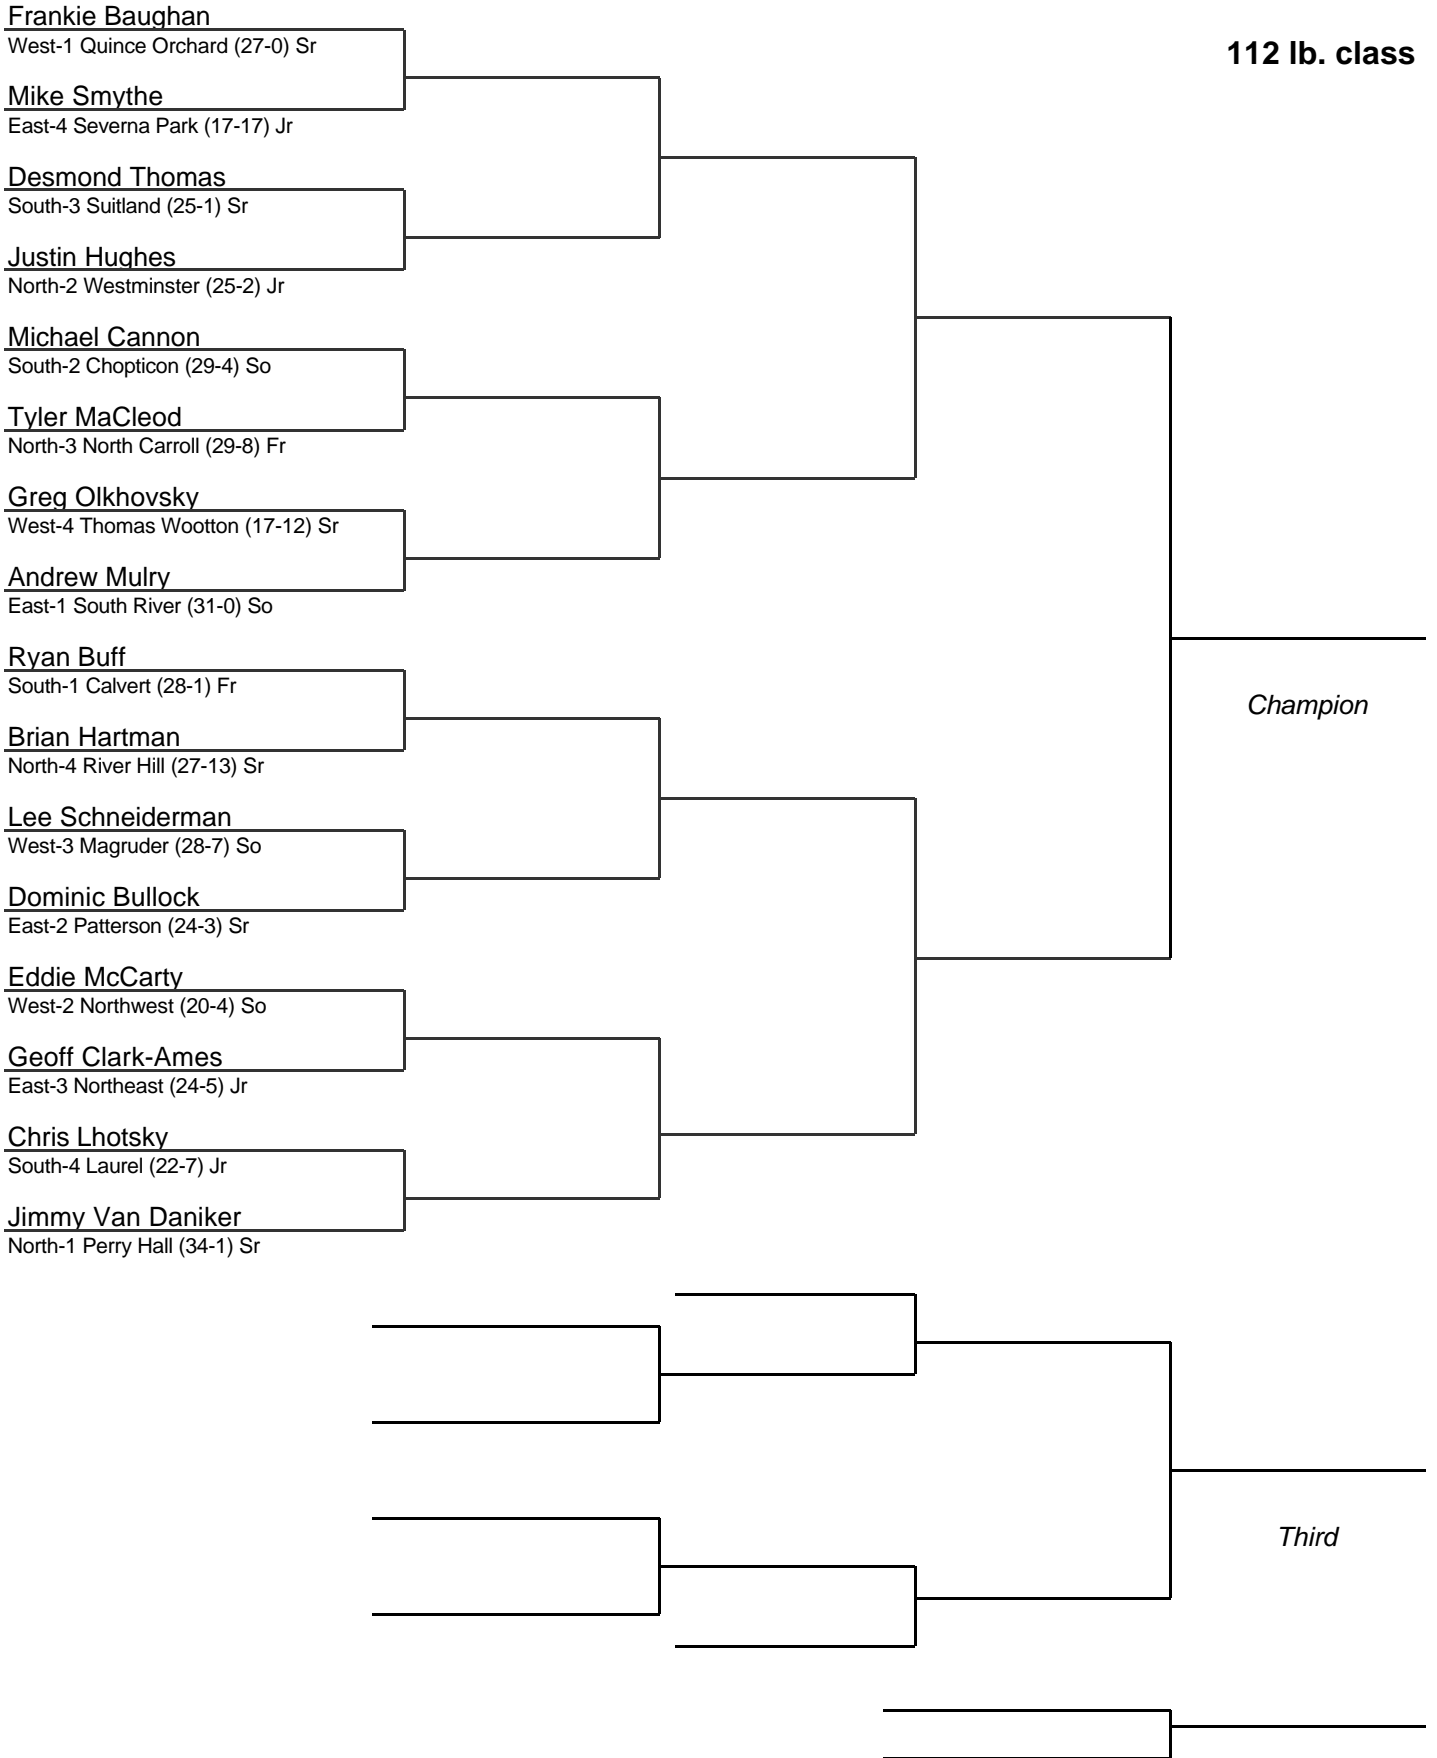 Frankie Baughan
West-1 Quince Orchard (27-0) Sr
112 lb. class
Mike Smythe
East-4 Severna Park (17-17) Jr
Desmond Thomas
South-3 Suitland (25-1) Sr
Justin Hughes
North-2 Westminster (25-2) Jr
Michael Cannon
South-2 Chopticon (29-4) So
Tyler MaCleod
North-3 North Carroll (29-8) Fr
Greg Olkhovsky
West-4 Thomas Wootton (17-12) Sr
Andrew Mulry
East-1 South River (31-0) So
Ryan Buff
South-1 Calvert (28-1) Fr
Champion
Brian Hartman
North-4 River Hill (27-13) Sr
Lee Schneiderman
West-3 Magruder (28-7) So
Dominic Bullock
East-2 Patterson (24-3) Sr
Eddie McCarty
West-2 Northwest (20-4) So
Geoff Clark-Ames
East-3 Northeast (24-5) Jr
Chris Lhotsky
South-4 Laurel (22-7) Jr
Jimmy Van Daniker
North-1 Perry Hall (34-1) Sr
Third